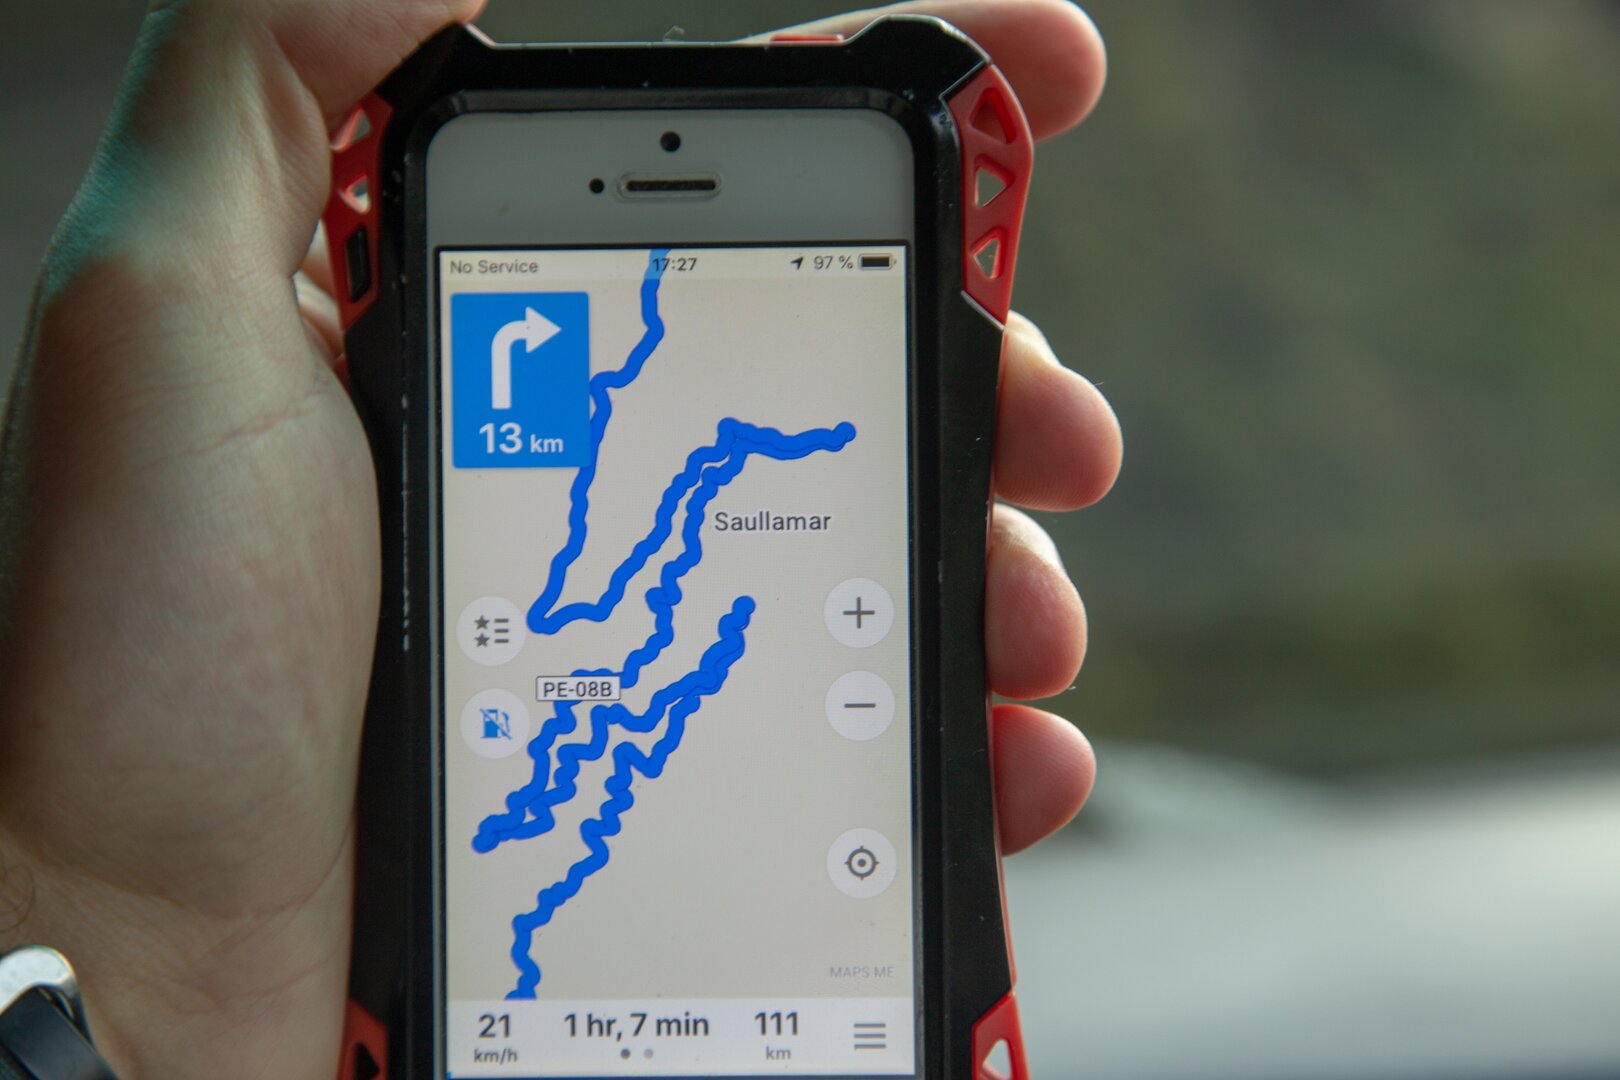 No Service 17:27 97 %
13 km
Saullamar
PE-08B
MAPS ME
21 1 hr, 7 min 111
km/h km